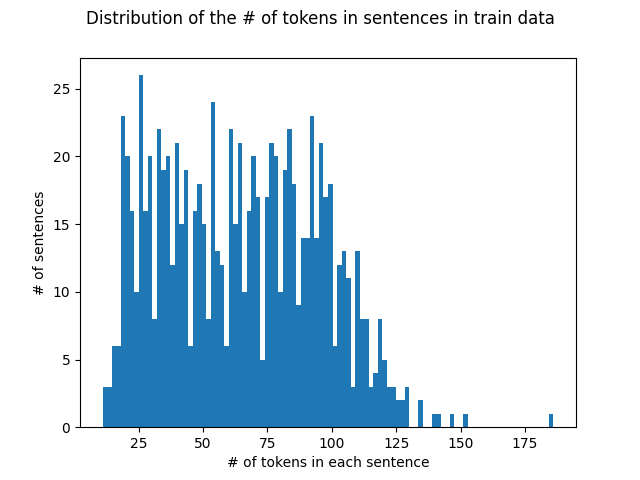 Distribution of the # of tokens in sentences in train data
25
20
15
10
5
0
# of sentences
25 50 75 100 125 150 175
# of tokens in each sentence